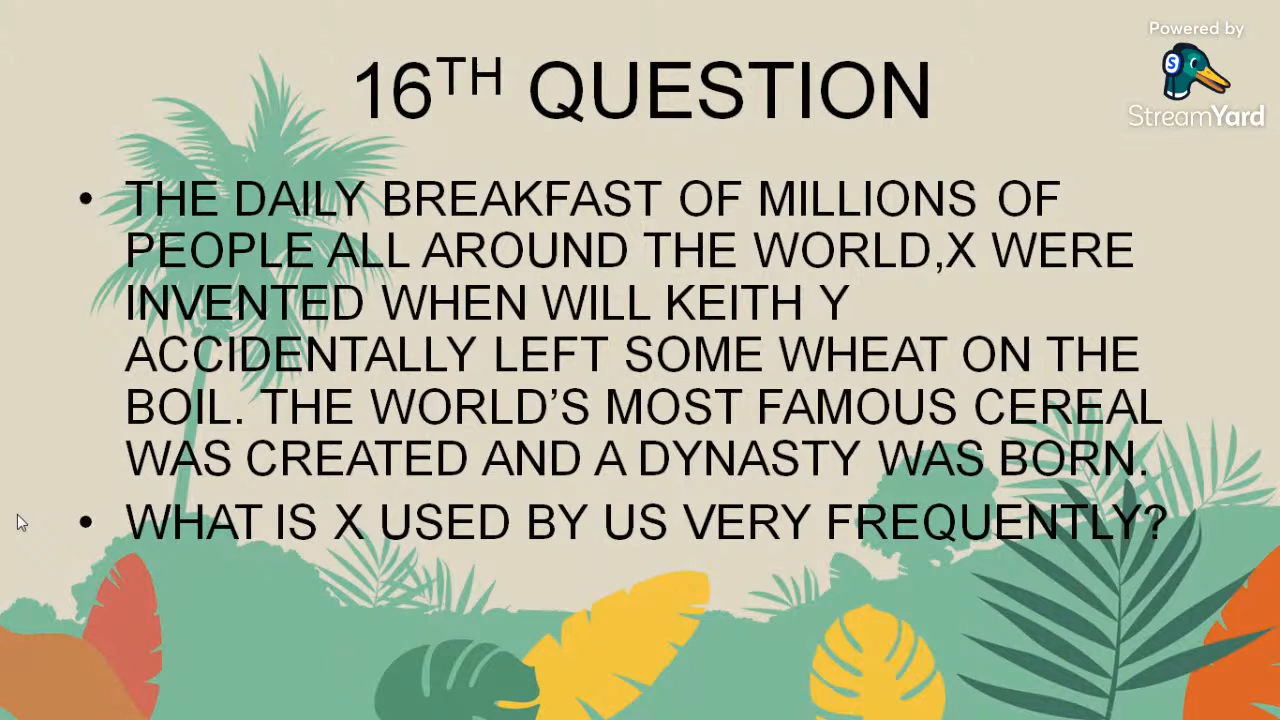 Powered by
StreamYard
16TH QUESTION
• THE DAILY BREAKFAST OF MILLIONS OF
PEOPLE ALL AROUND THE WORLD,X WERE
INVENTED WHEN WILL KEITH Y
ACCIDENTALLY LEFT SOME WHEAT ON THE
BOIL. THE WORLD’S MOST FAMOUS CEREAL
WAS CREATED AND A DYNASTY WAS BORN.
• WHAT IS X USED BY US VERY FREQUENTLY?